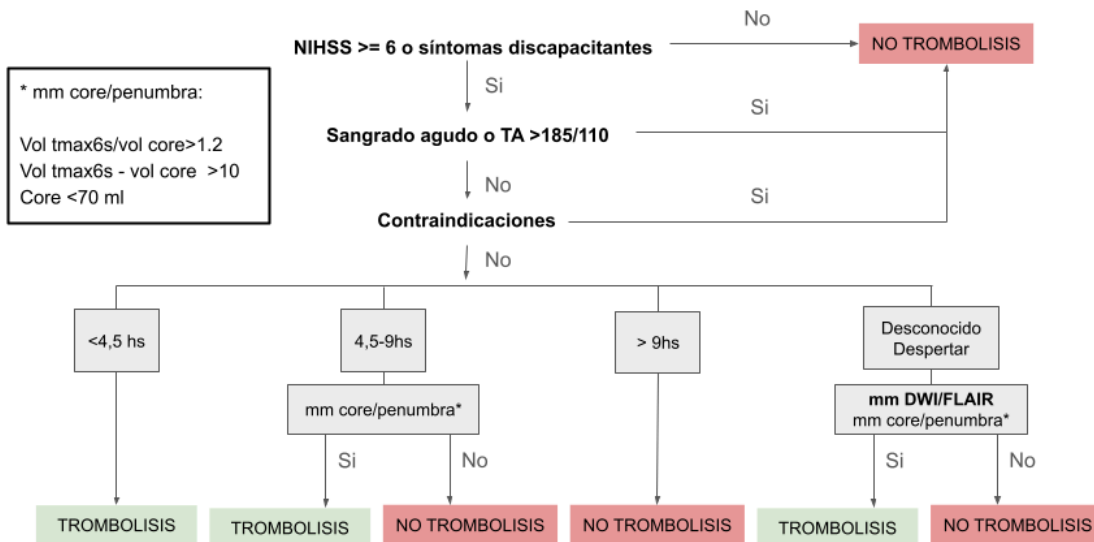 No
NIHSS >= 6 o síntomas discapacitantes
NO TROMBOLISIS
Si
* mm core/penumbra:
Vol tmax6s/vol core>1.2
Vol tmax6s - vol core >10
Core <70 ml
Sangrado agudo o TA >185/110
Si
No
Contraindicaciones
Si
No
<4,5 hs
4,5-9hs
> 9hs
Desconocido
Despertar
mm core/penumbra*
mm DWI/FLAIR
mm core/penumbra*
Si
No
Si
No
TROMBOLISIS
TROMBOLISIS
NO TROMBOLISIS
NO TROMBOLISIS
TROMBOLISIS
NO TROMBOLISIS